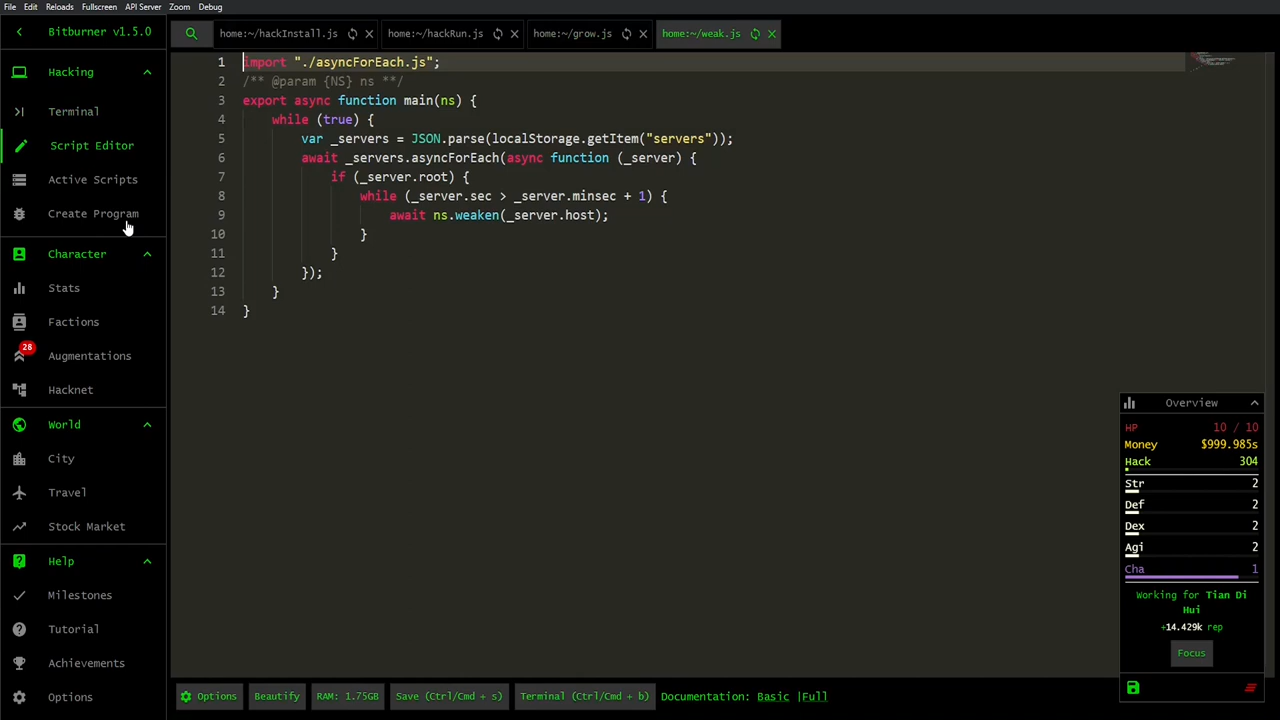 File Edit Reloads Fullscreen API Server Zoom Debug
Bitburner v1.5.0
Hacking
Terminal
Script Editor
Active Scripts
Create Program
Character
Stats
Factions
28
Augmentations
Hacknet
World
City
Travel
Stock Market
Help
Milestones
Tutorial
Achievements
Options
home:~/hackInstall.js home:~/hackRun.js home:~/grow.js home:~/weak.js
1 import "./asyncForEach.js";
2 /** @param {NS} ns **/
3 export async function main(ns) {
4 while (true) {
5 var _servers = JSON.parse(localStorage.getItem("servers"));
6 await _servers.asyncForEach(async function (_server) {
7 if (_server.root) {
8 while (_server.sec > _server.minsec + 1) {
9 await ns.weaken(_server.host);
10 }
11 }
12 });
13 }
14 }
Overview
HP 10 / 10
Money $999.985s
Hack 304
Str 2
Def 2
Dex 2
Agi 2
Cha 1
Working for Tian Di
Hui
+14.429k rep
Focus
Options Beautify RAM: 1.75GB Save (Ctrl/Cmd + s) Terminal (Ctrl/Cmd + b) Documentation: Basic |Full